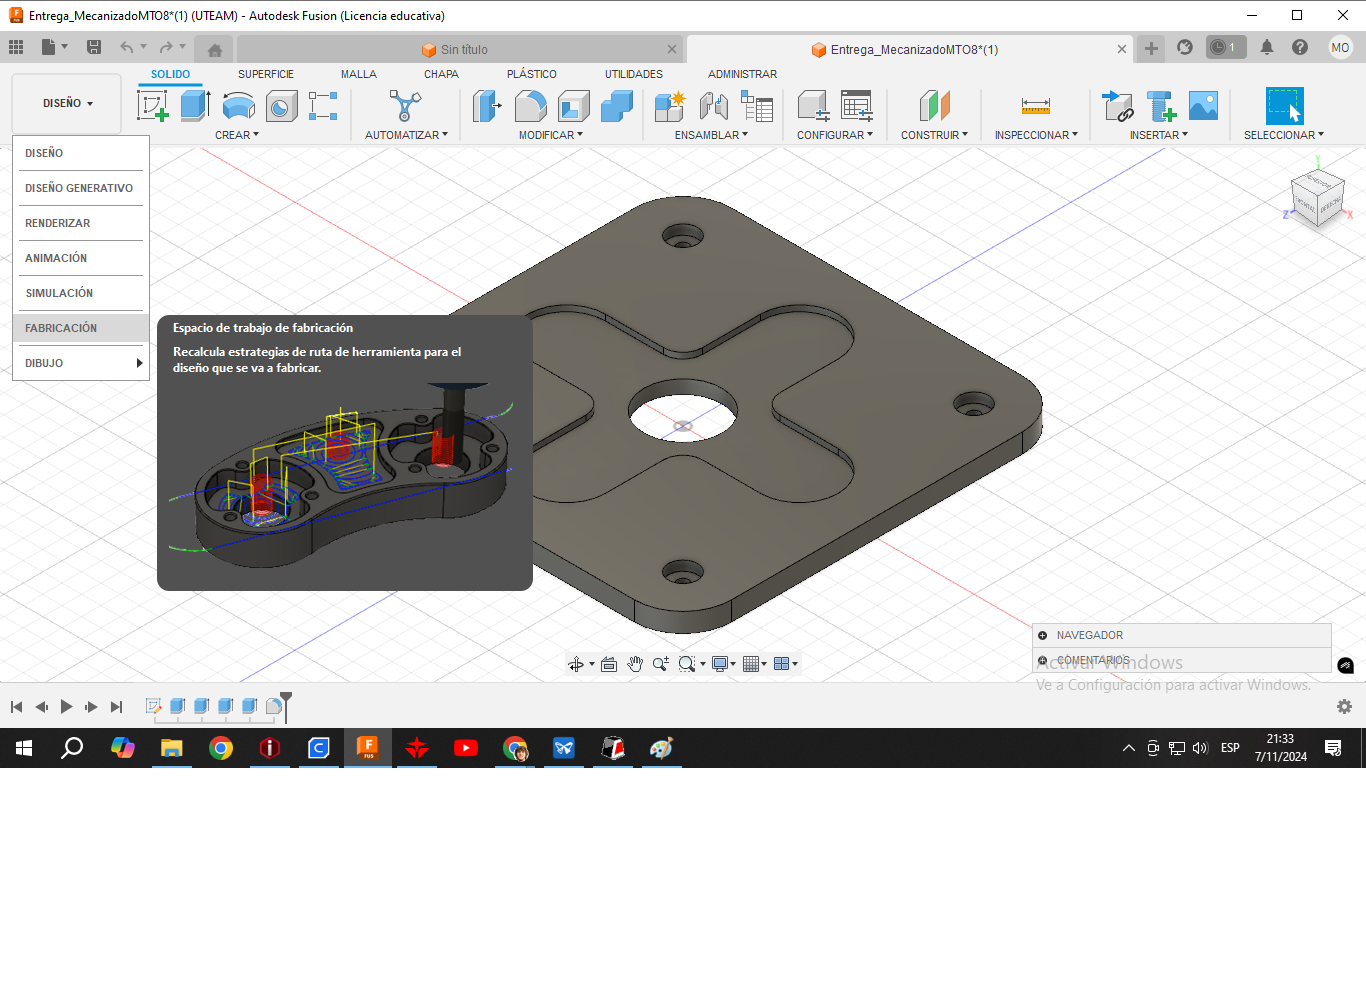 Entrega_MecanizadoMTO8*(1) (UTEAM) - Autodesk Fusion (Licencia educativa)
Sin título
Entrega_MecanizadoMTO8*(1)
1
MO
DISEÑO
SOLIDO
SUPERFICIE
MALLA
CHAPA
PLÁSTICO
UTILIDADES
ADMINISTRAR
CREAR
AUTOMATIZAR
MODIFICAR
ENSAMBLAR
CONFIGURAR
CONSTRUIR
INSPECCIONAR
INSERTAR
SELECCIONAR
DISEÑO
DISEÑO GENERATIVO
RENDERIZAR
ANIMACIÓN
SIMULACIÓN
FABRICACIÓN
DIBUJO
Espacio de trabajo de fabricación
Recalcula estrategias de ruta de herramienta para el
diseño que se va a fabricar.
Y
Z
X
NAVEGADOR
COMENTARIOS
Activar Windows
Ve a Configuración para activar Windows.
F
FUS
ESP
21:33
7/11/2024